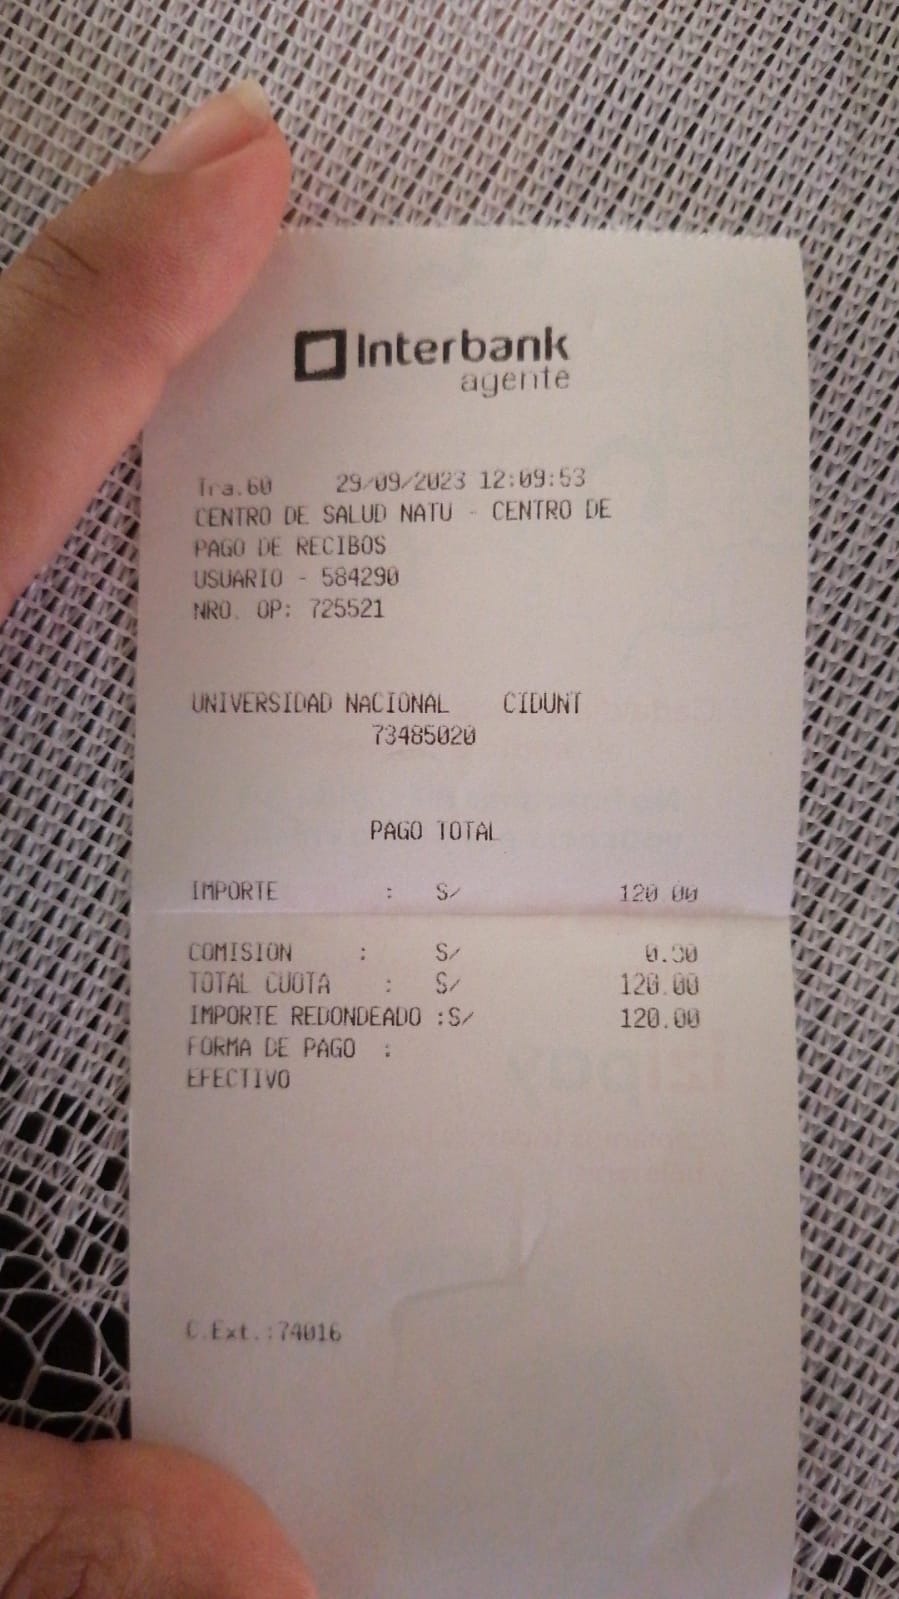 Interbank
agente
Tra.60 29/09/2023 12:09:53
CENTRO DE SALUD NATU - CENTRO DE
PAGO DE RECIBOS
USUARIO - 584290
NRO. OP: 725521
UNIVERSIDAD NACIONAL CIDUNT
73485020
PAGO TOTAL
IMPORTE : S/ 120.00
COMISION : S/ 0.00
TOTAL CUOTA : S/ 120.00
IMPORTE REDONDEADO :S/ 120.00
FORMA DE PAGO :
EFECTIVO
C.Ext.:74016
izipay